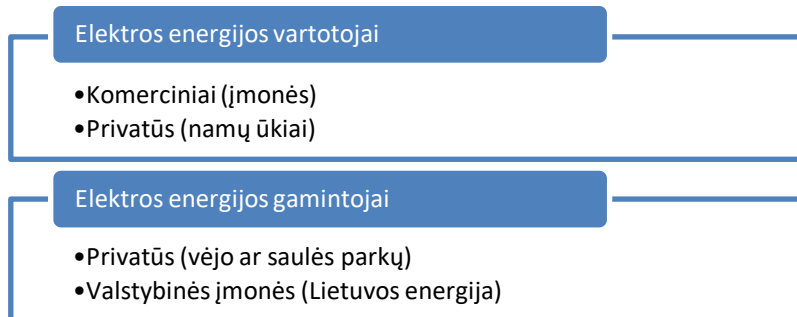 Elektros energijos vartotojai
•Komerciniai (įmonės)
•Privatūs (namų ūkiai)
Elektros energijos gamintojai
•Privatūs (vėjo ar saulės parkų)
•Valstybinės įmonės (Lietuvos energija)